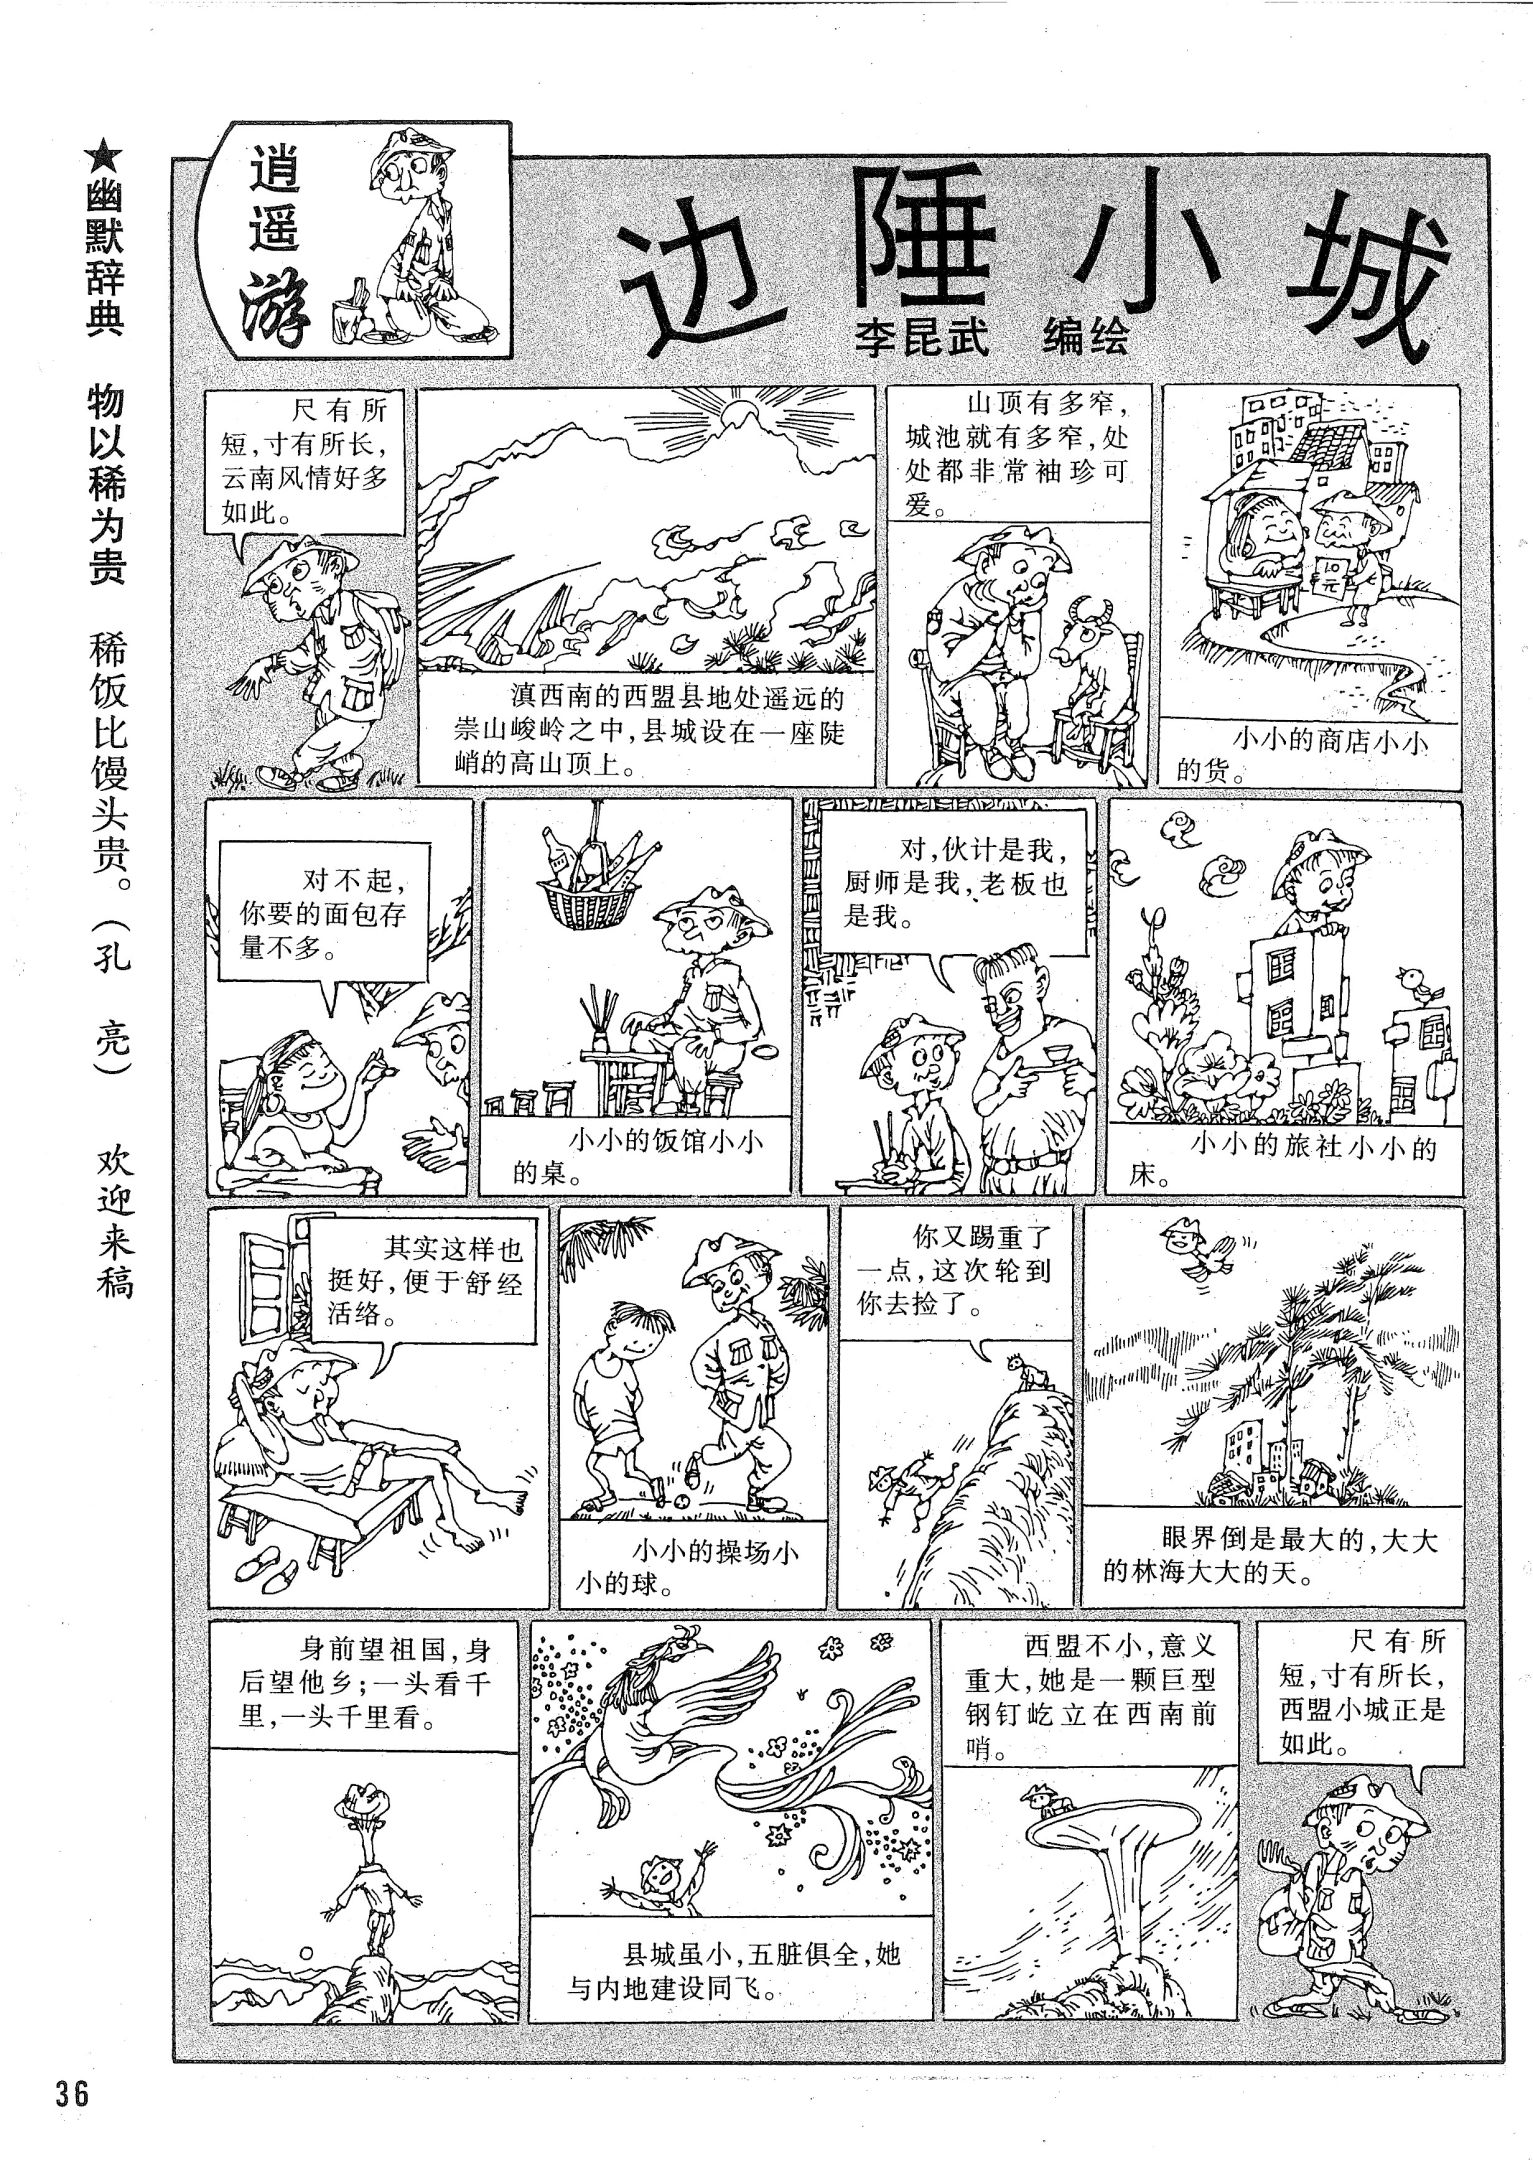 ★幽默辞典 物以稀为贵 稀饭比馒头贵。(孔 亮) 欢迎来稿
逍遥游
边陲小城
李昆武 编绘
尺有所
短,寸有所长,
云南风情好多
如此。
滇西南的西盟县地处遥远的
崇山峻岭之中,县城设在一座陡
峭的高山顶上。
山顶有多窄,
城池就有多窄,处
处都非常袖珍可
爱。
10
元
小小的商店小小
的货。
对不起,
你要的面包存
量不多。
小小的饭馆小小
的桌。
对,伙计是我,
厨师是我,老板也
是我。
小小的旅社小小的
床。
其实这样也
挺好,便于舒经
活络。
小小的操场小
小的球。
你又踢重了
一点,这次轮到
你去捡了。
眼界倒是最大的,大大
的林海大大的天。
身前望祖国,身
后望他乡;一头看千
里,一头千里看。
县城虽小,五脏俱全,她
与内地建设同飞。
西盟不小,意义
重大,她是一颗巨型
钢钉屹立在西南前
哨。
尺有所
短,寸有所长,
西盟小城正是
如此。
36